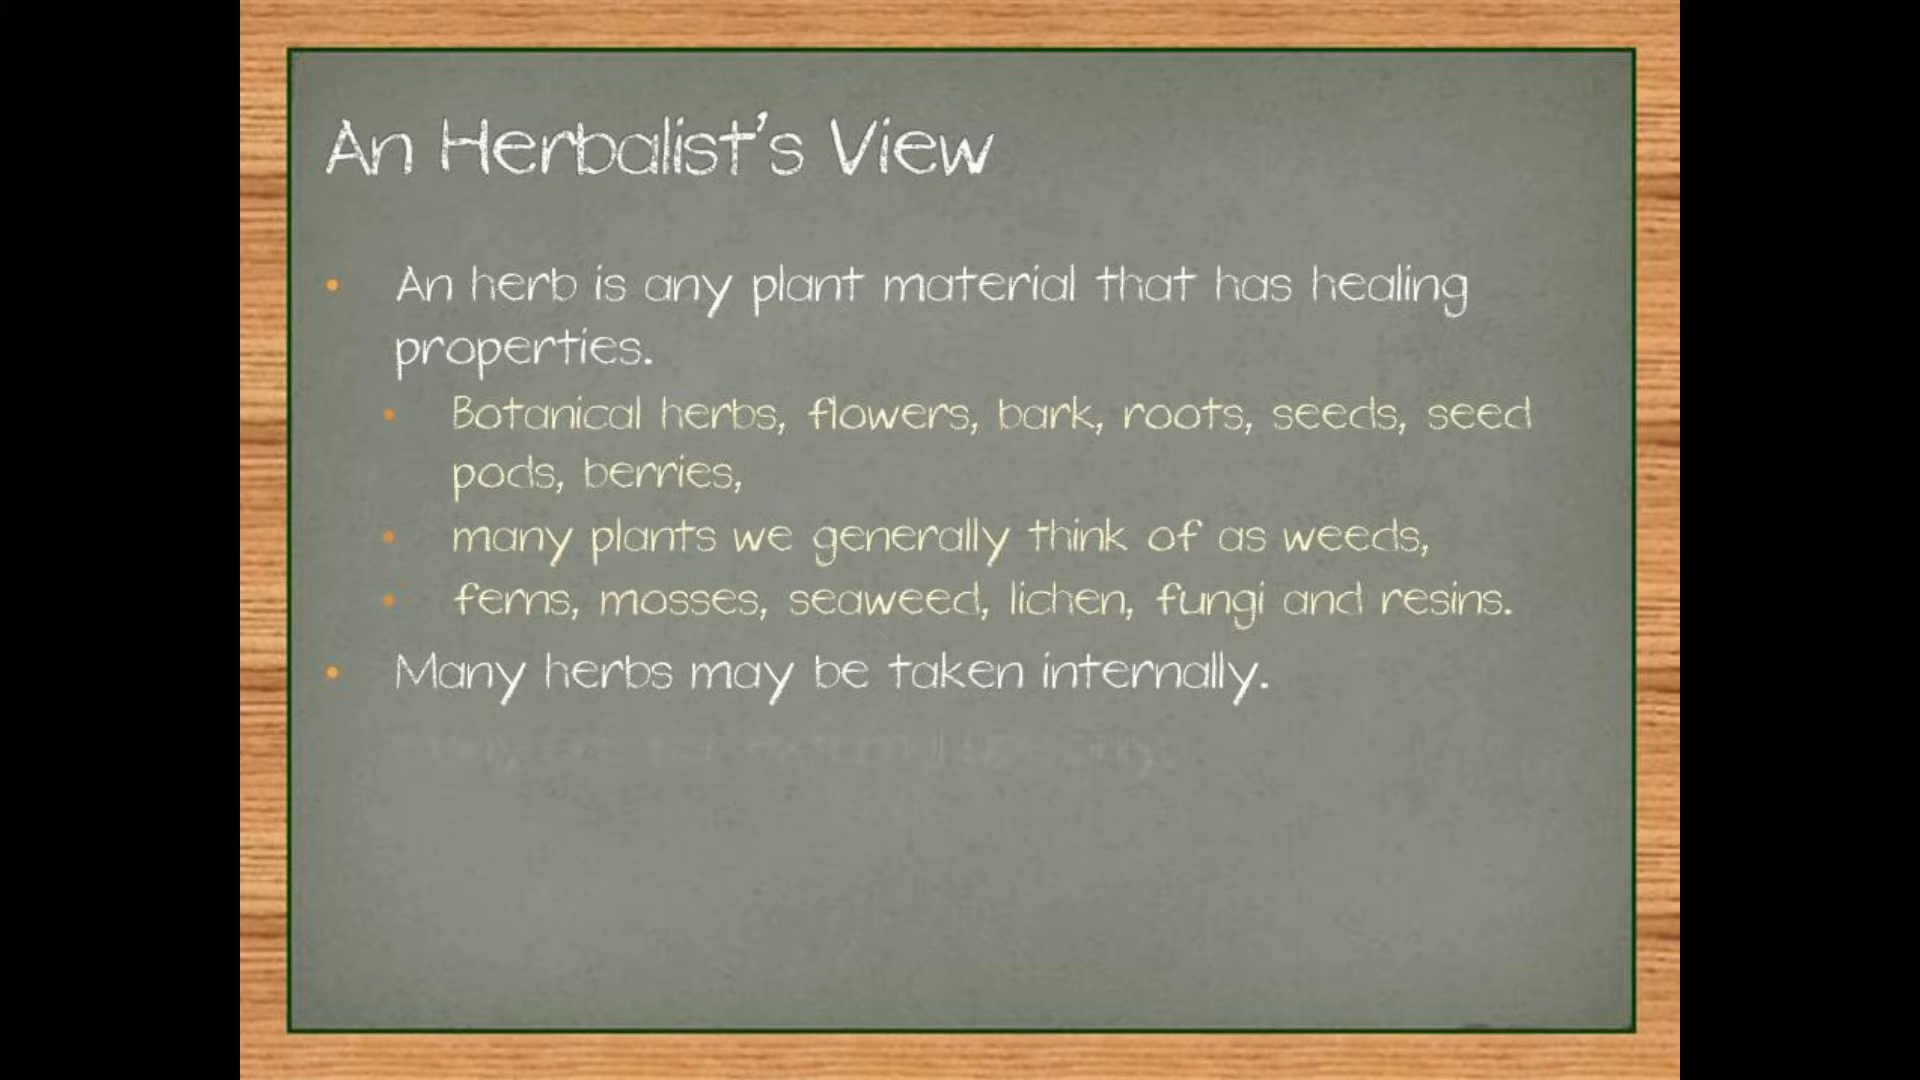 An Herbalist's View
• An herb is any plant material that has healing
properties.
• Botanical herbs, flowers, bark, roots, seeds, seed
pods, berries,
• many plants we generally think of as weeds,
• ferns, mosses, seaweed, lichen, fungi and resins.
• Many herbs may be taken internally.